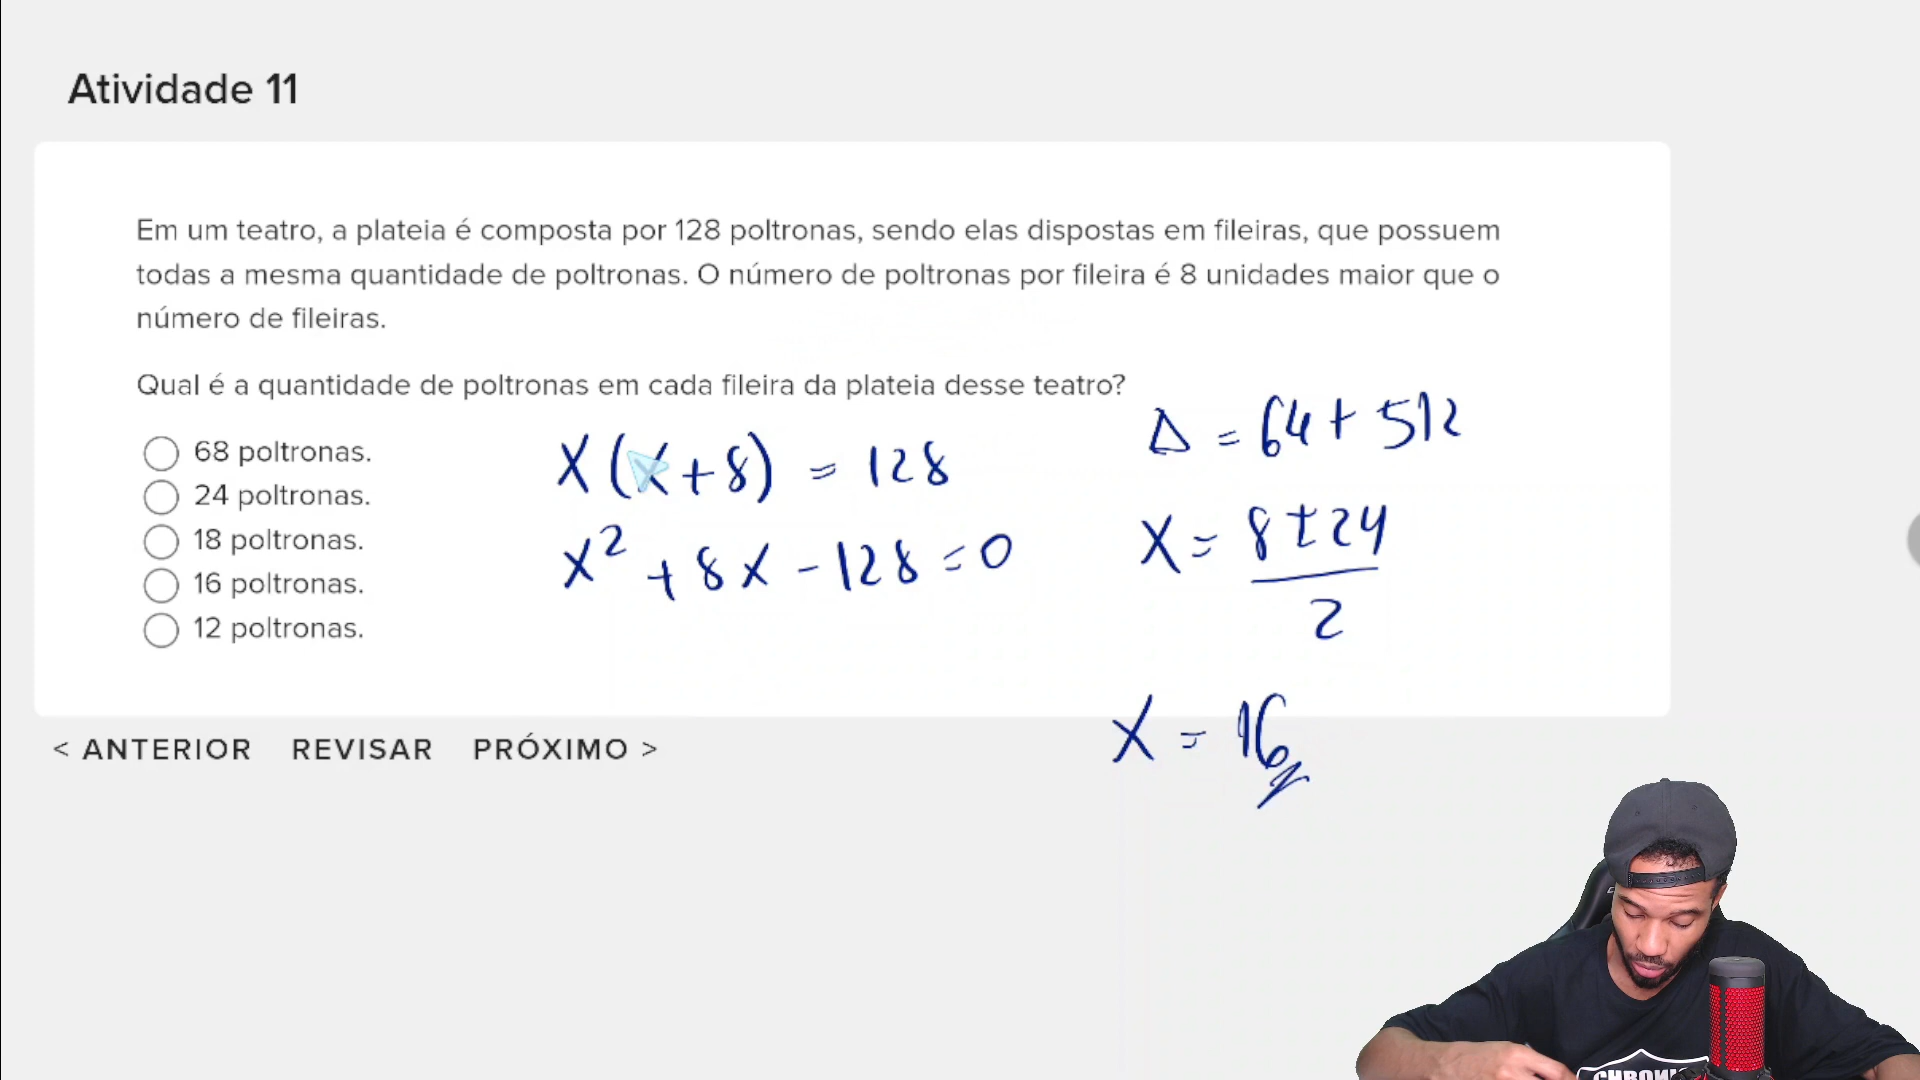 Atividade 11
Em um teatro, a plateia é composta por 128 poltronas, sendo elas dispostas em fileiras, que possuem
todas a mesma quantidade de poltronas. O número de poltronas por fileira é 8 unidades maior que o
número de fileiras.
Qual é a quantidade de poltronas em cada fileira da plateia desse teatro?
68 poltronas.
24 poltronas.
18 poltronas.
16 poltronas.
12 poltronas.
X(x+8) = 128
X² + 8X - 128 = 0
Δ = 64 + 512
X = 8 ± 24
2
X = 16
< ANTERIOR REVISAR PRÓXIMO >